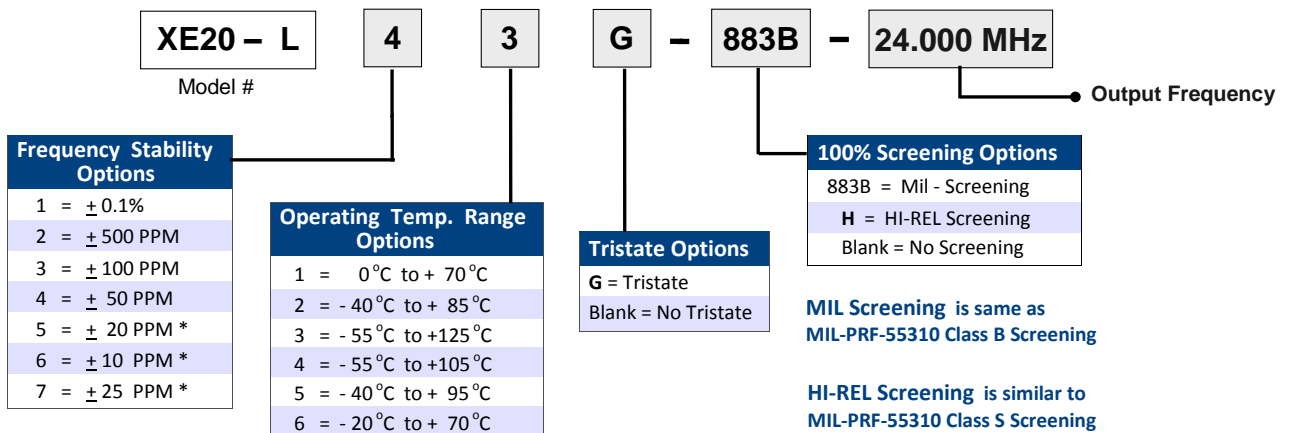 XE20 – L 4 3 G – 883B – 24.000 MHz
Model #
Output Frequency
Frequency Stability
Options
1 = ± 0.1%
2 = ± 500 PPM
3 = ± 100 PPM
4 = ± 50 PPM
5 = ± 20 PPM *
6 = ± 10 PPM *
7 = ± 25 PPM *
Operating Temp. Range
Options
1 = 0°C to + 70°C
2 = - 40°C to + 85°C
3 = - 55°C to +125°C
4 = - 55°C to +105°C
5 = - 40°C to + 95°C
6 = - 20°C to + 70°C
Tristate Options
G = Tristate
Blank = No Tristate
100% Screening Options
883B = Mil - Screening
H = HI-REL Screening
Blank = No Screening
MIL Screening is same as
MIL-PRF-55310 Class B Screening
HI-REL Screening is similar to
MIL-PRF-55310 Class S Screening